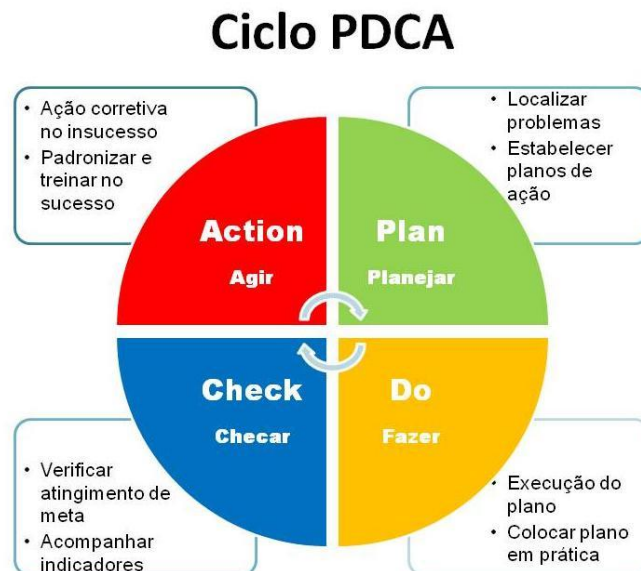 Ciclo PDCA
• Ação corretiva
no insucesso
• Padronizar e
treinar no
sucesso
• Localizar
problemas
• Estabelecer
planos de
ação
Action
Agir
Plan
Planejar
Check
Checar
Do
Fazer
• Verificar
atingimento de
meta
• Acompanhar
indicadores
• Execução do
plano
• Colocar plano
em prática